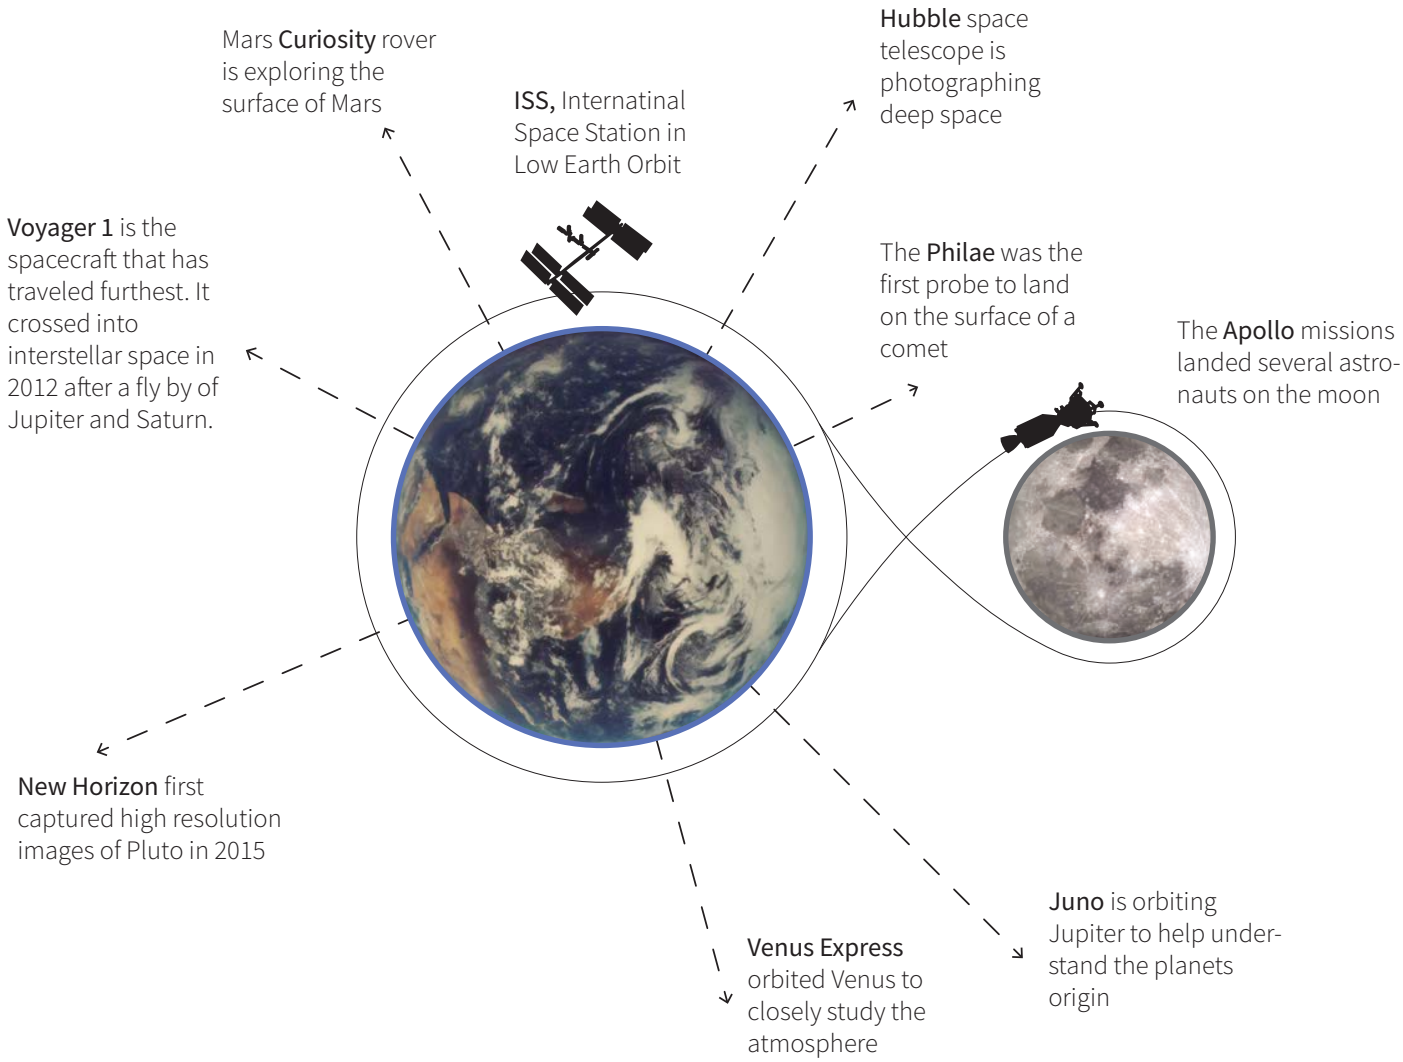 Mars Curiosity rover
is exploring the
surface of Mars
ISS, Internatinal
Space Station in
Low Earth Orbit
Hubble space
telescope is
photographing
deep space
Voyager 1 is the
spacecraft that has
traveled furthest. It
crossed into
interstellar space in
2012 after a fly by of
Jupiter and Saturn.
The Philae was the
first probe to land
on the surface of a
comet
The Apollo missions
landed several astro-
nauts on the moon
New Horizon first
captured high resolution
images of Pluto in 2015
Venus Express
orbited Venus to
closely study the
atmosphere
Juno is orbiting
Jupiter to help under-
stand the planets
origin